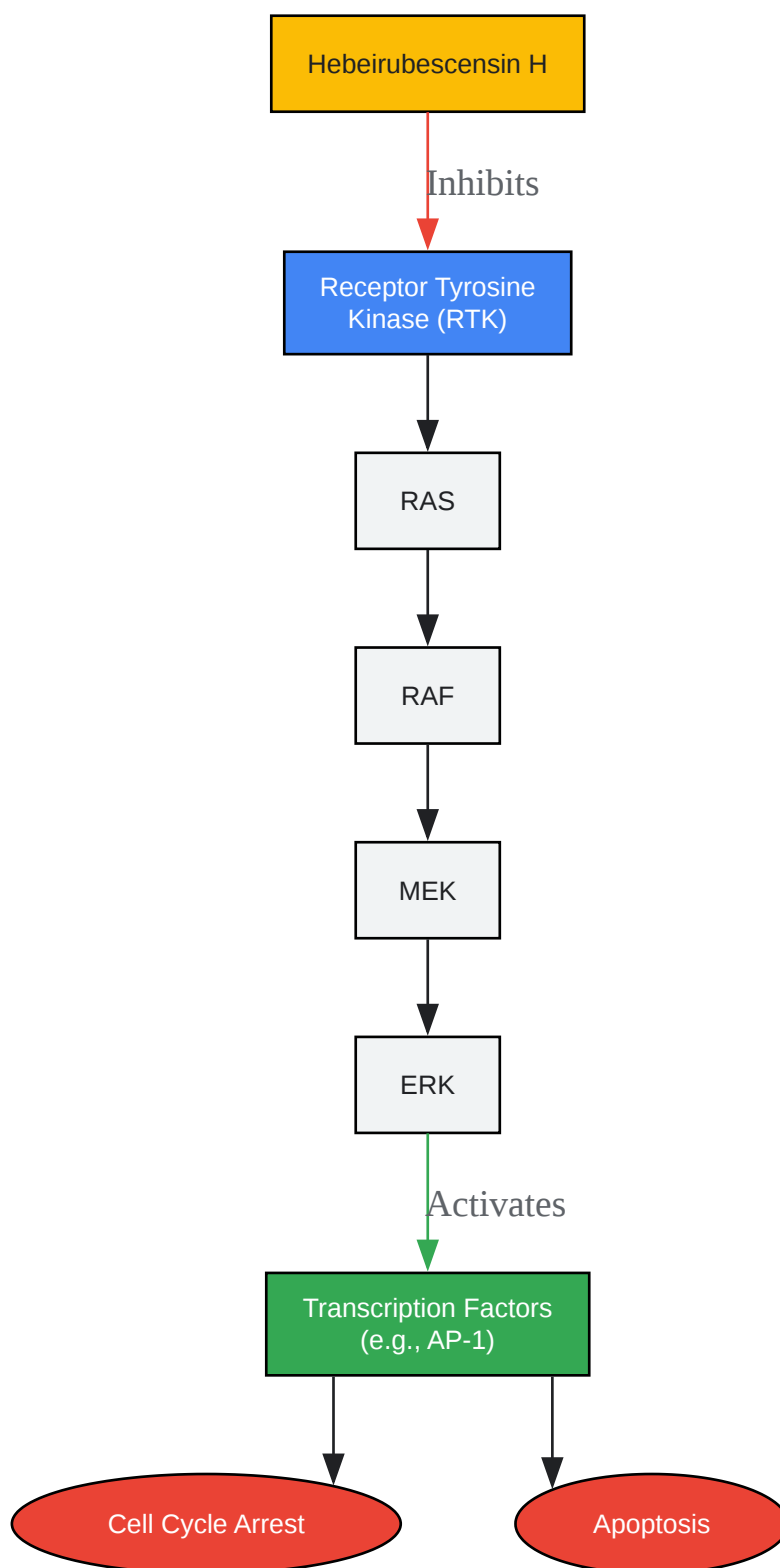 Hebeirubescensin H
Inhibits
Receptor Tyrosine
Kinase (RTK)
RAS
RAF
MEK
ERK
Activates
Transcription Factors
(e.g., AP-1)
Cell Cycle Arrest
Apoptosis